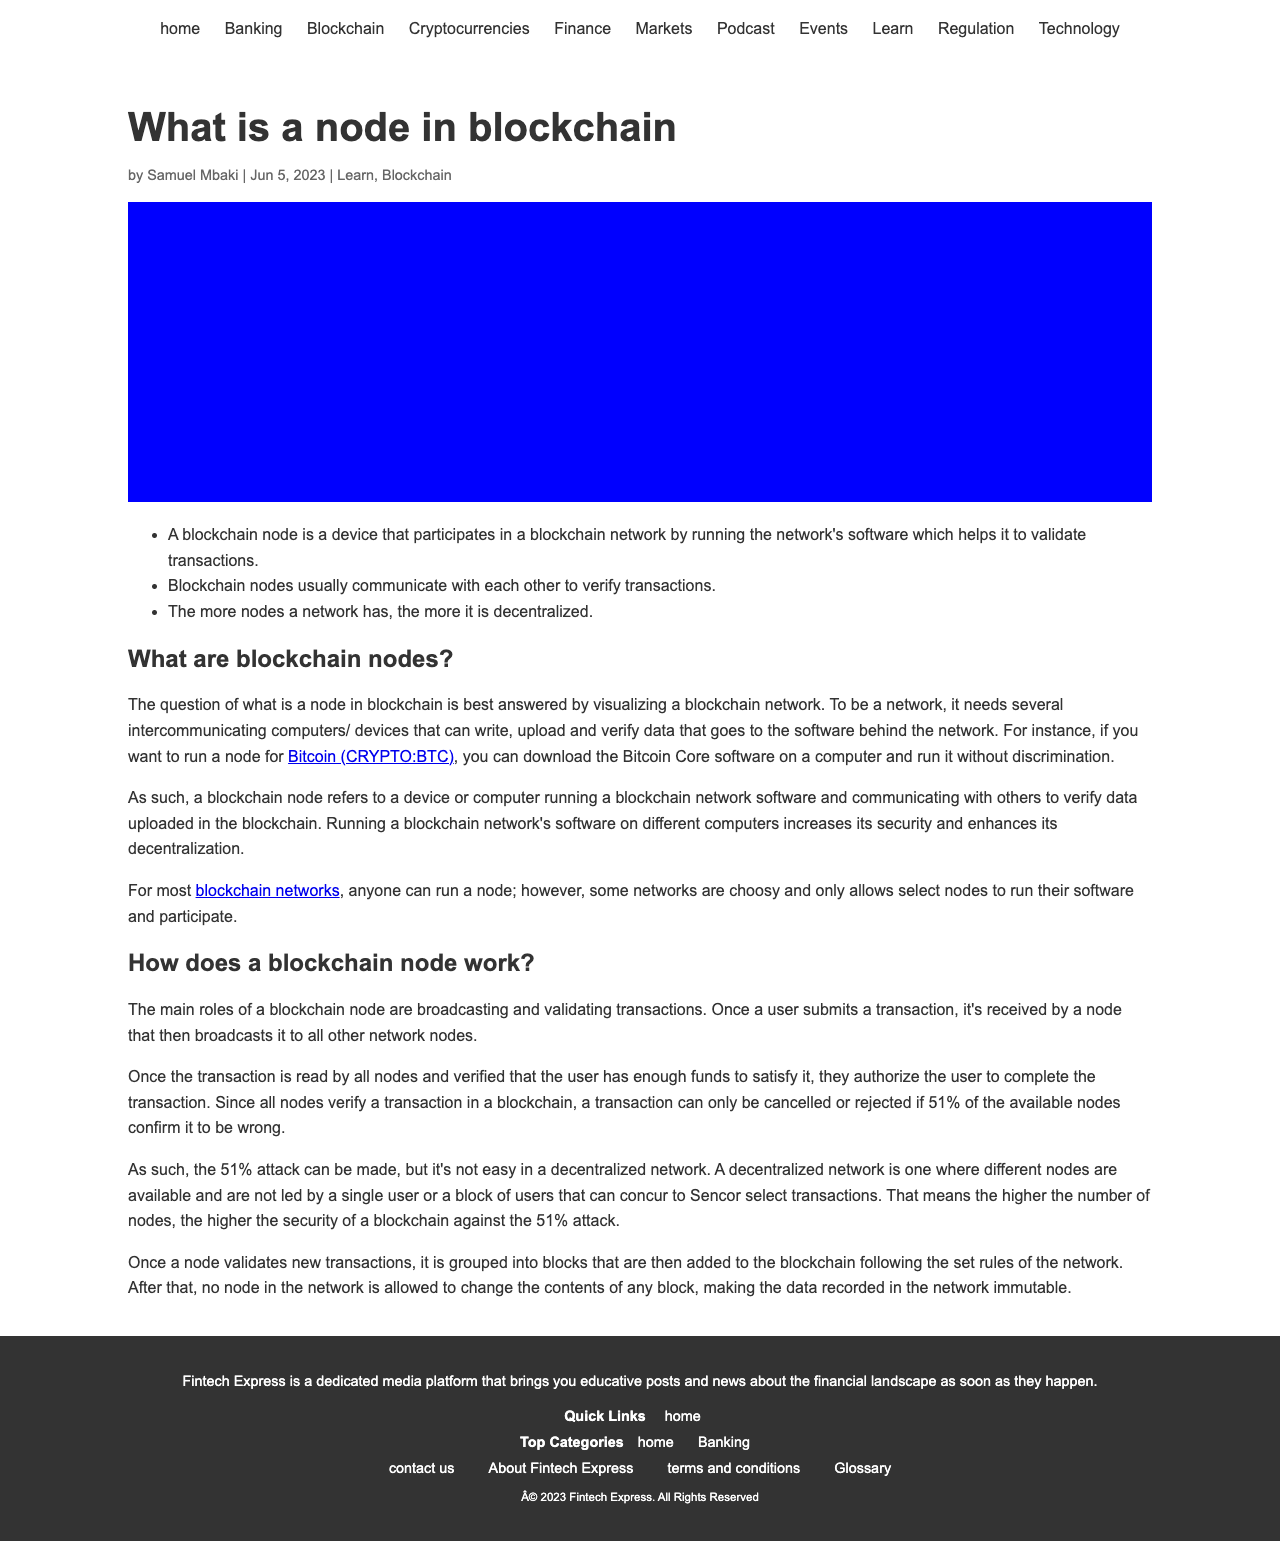 home Banking Blockchain Cryptocurrencies Finance Markets Podcast Events Learn Regulation Technology
What is a node in blockchain
by Samuel Mbaki | Jun 5, 2023 | Learn, Blockchain
• A blockchain node is a device that participates in a blockchain network by running the network's software which helps it to validate
transactions.
• Blockchain nodes usually communicate with each other to verify transactions.
• The more nodes a network has, the more it is decentralized.
What are blockchain nodes?
The question of what is a node in blockchain is best answered by visualizing a blockchain network. To be a network, it needs several
intercommunicating computers/ devices that can write, upload and verify data that goes to the software behind the network. For instance, if you
want to run a node for Bitcoin (CRYPTO:BTC), you can download the Bitcoin Core software on a computer and run it without discrimination.
As such, a blockchain node refers to a device or computer running a blockchain network software and communicating with others to verify data
uploaded in the blockchain. Running a blockchain network's software on different computers increases its security and enhances its
decentralization.
For most blockchain networks, anyone can run a node; however, some networks are choosy and only allows select nodes to run their software
and participate.
How does a blockchain node work?
The main roles of a blockchain node are broadcasting and validating transactions. Once a user submits a transaction, it's received by a node
that then broadcasts it to all other network nodes.
Once the transaction is read by all nodes and verified that the user has enough funds to satisfy it, they authorize the user to complete the
transaction. Since all nodes verify a transaction in a blockchain, a transaction can only be cancelled or rejected if 51% of the available nodes
confirm it to be wrong.
As such, the 51% attack can be made, but it's not easy in a decentralized network. A decentralized network is one where different nodes are
available and are not led by a single user or a block of users that can concur to Sencor select transactions. That means the higher the number of
nodes, the higher the security of a blockchain against the 51% attack.
Once a node validates new transactions, it is grouped into blocks that are then added to the blockchain following the set rules of the network.
After that, no node in the network is allowed to change the contents of any block, making the data recorded in the network immutable.
Fintech Express is a dedicated media platform that brings you educative posts and news about the financial landscape as soon as they happen.
Quick Links home
Top Categories home Banking
contact us About Fintech Express terms and conditions Glossary
Â© 2023 Fintech Express. All Rights Reserved